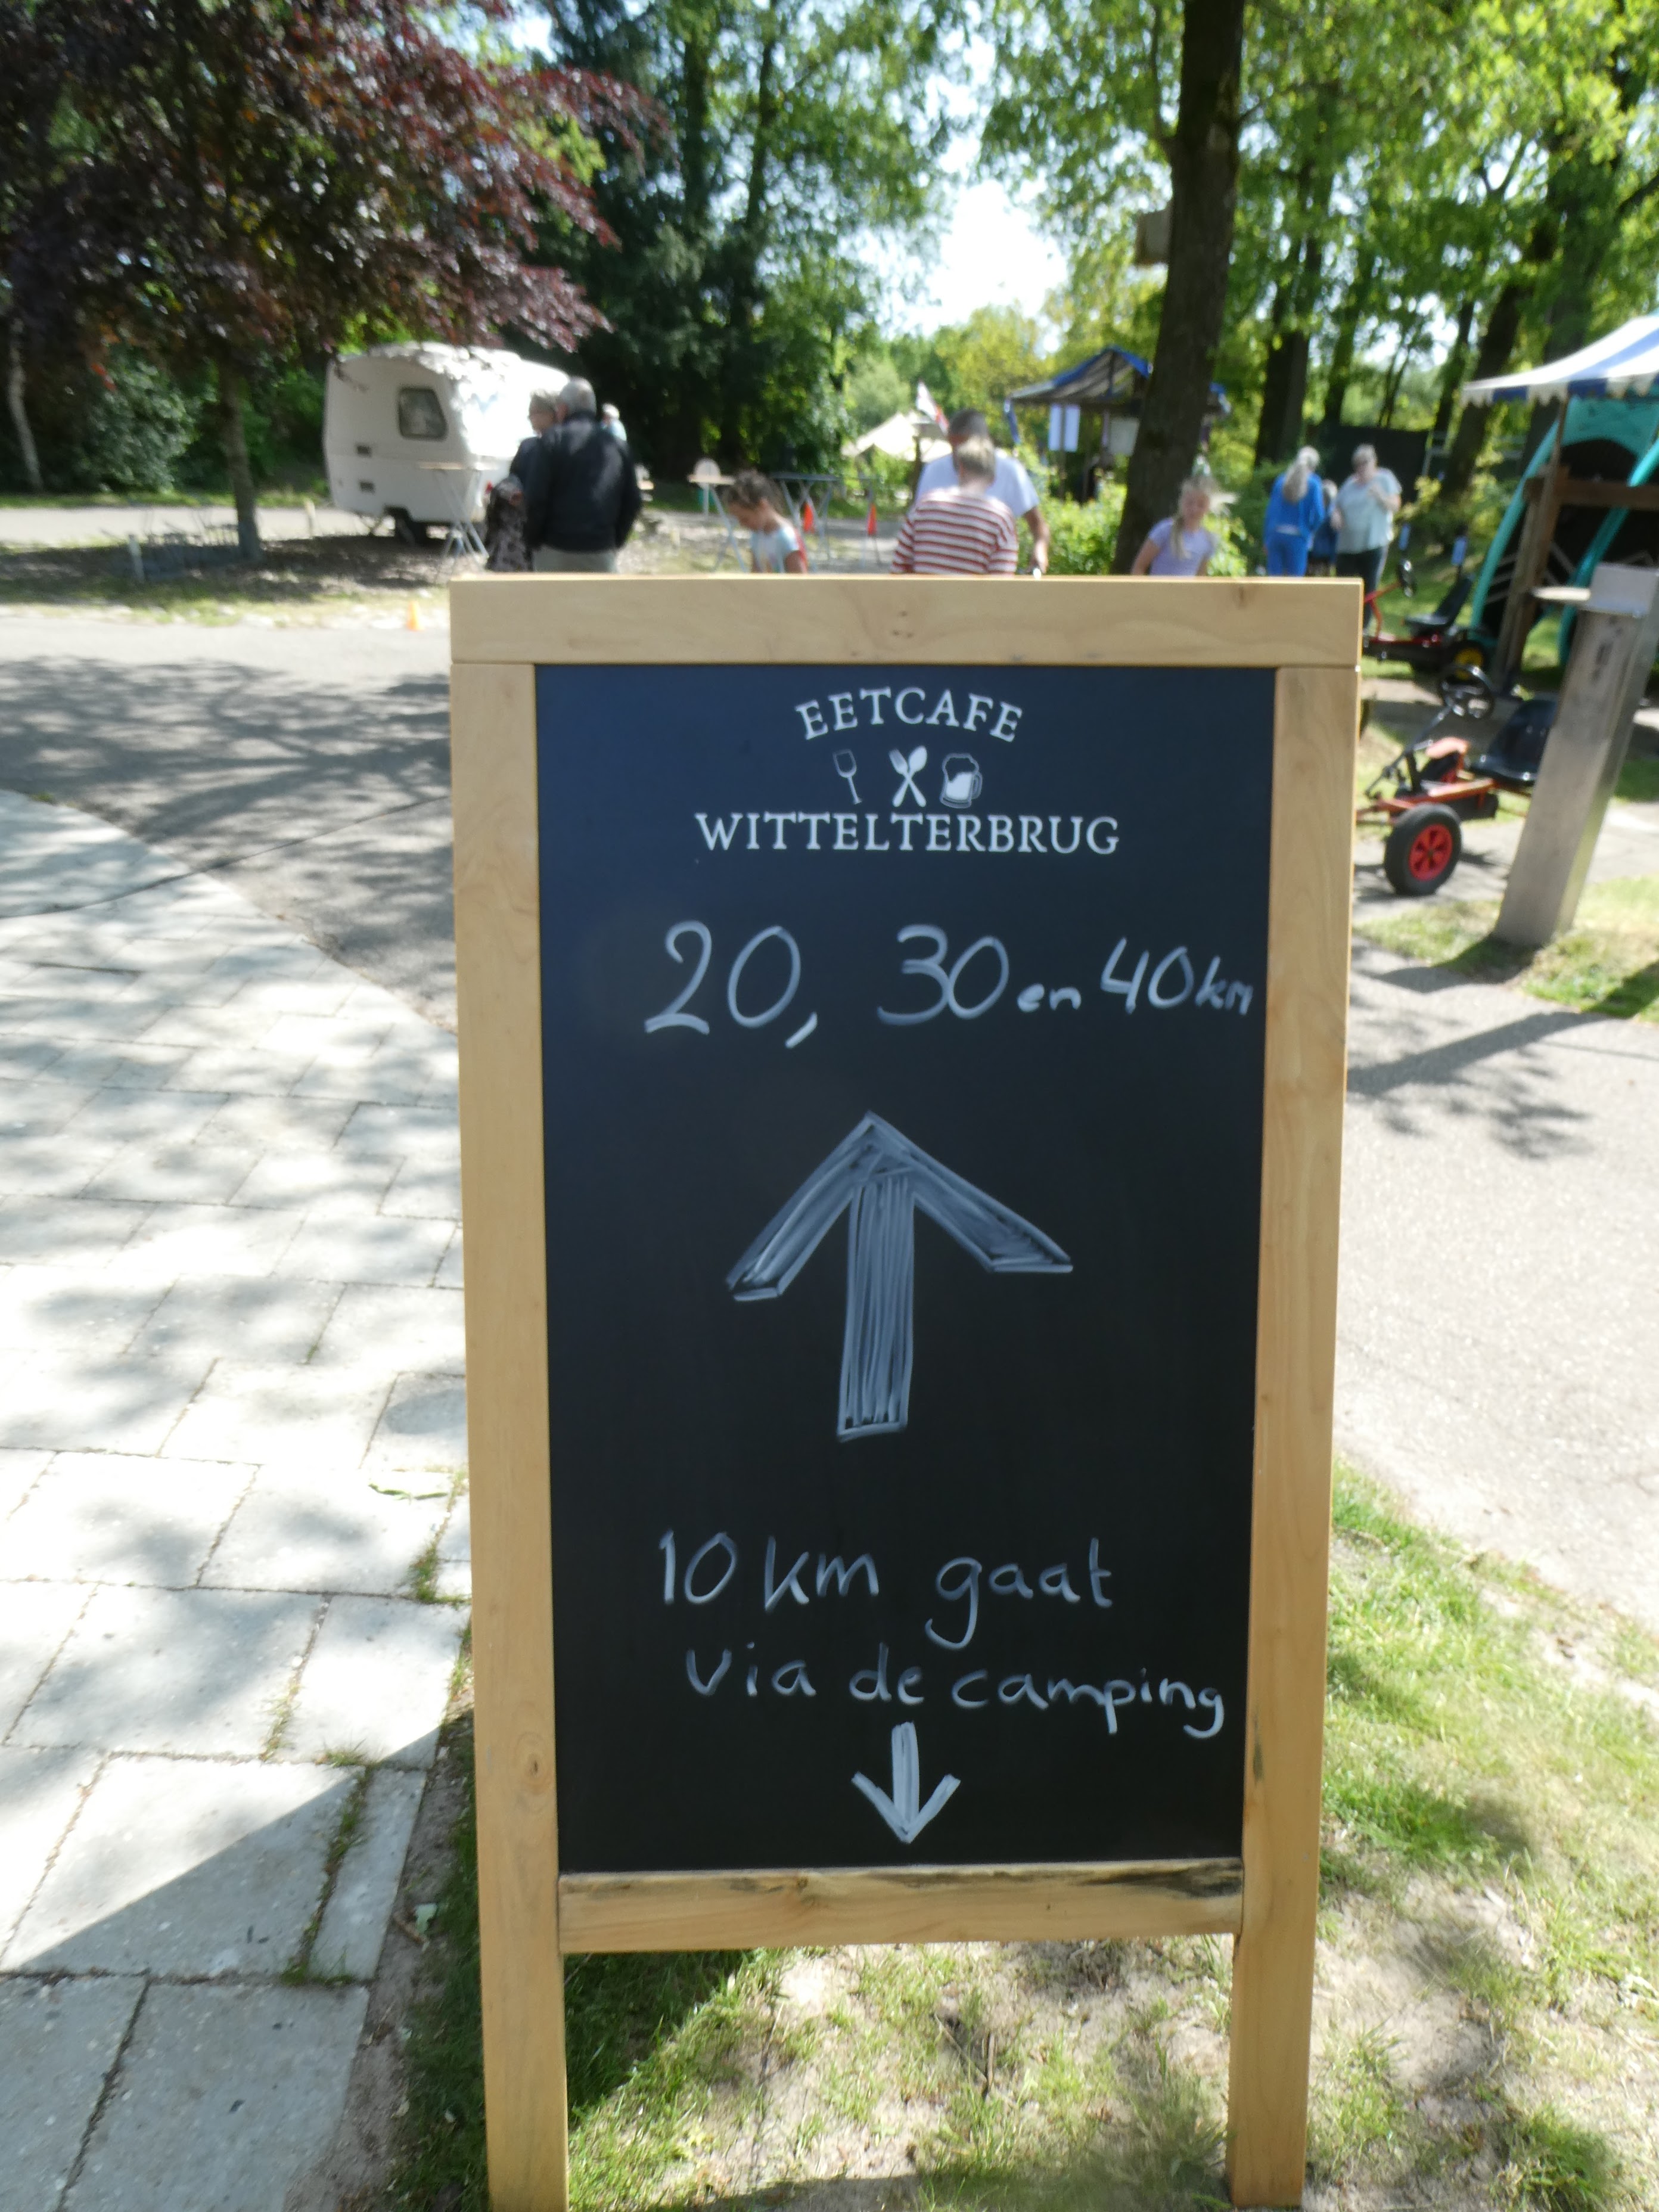 EETCAFE
WITTELTERBRUG
20, 30 en 40 km
10 km gaat
via de camping